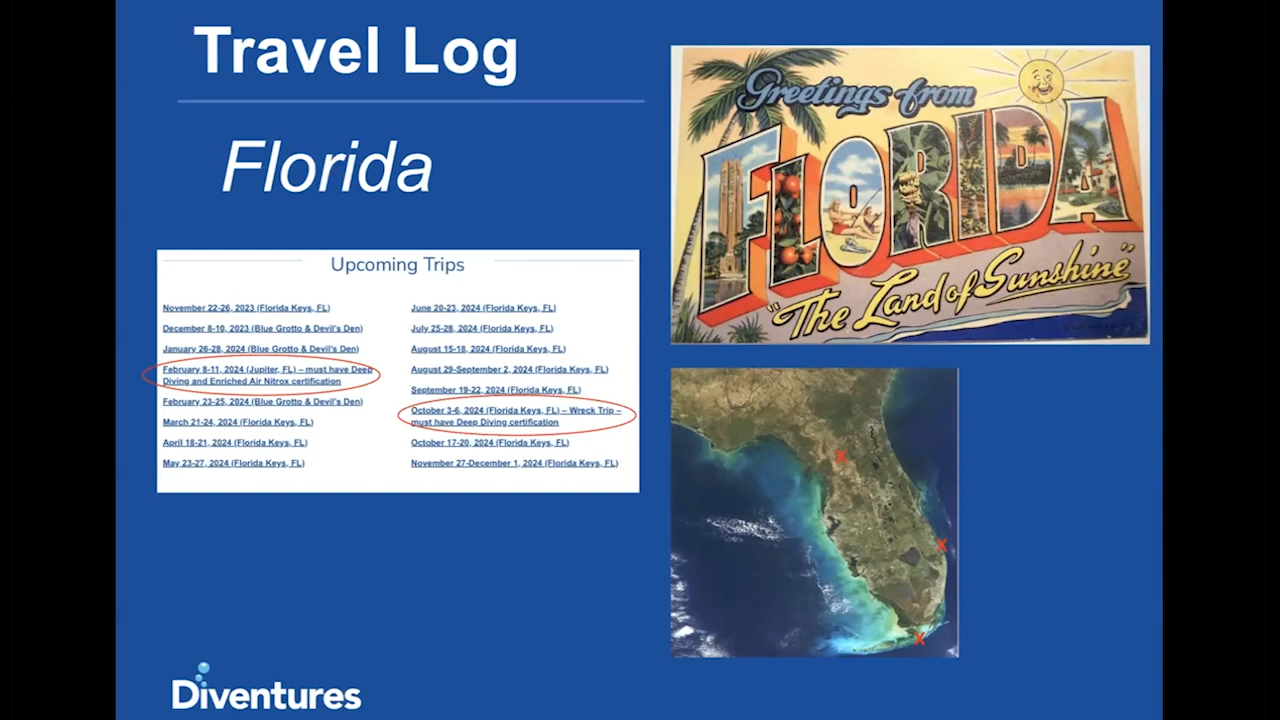 Travel Log
Florida
Upcoming Trips
November 22-26, 2023 (Florida Keys, FL)
December 8-10, 2023 (Blue Grotto & Devil's Den)
January 26-28, 2024 (Blue Grotto & Devil's Den)
February 8-11, 2024 (Jupiter, FL) – must have Deep
Diving and Enriched Air Nitrox certification
February 23-25, 2024 (Blue Grotto & Devil's Den)
March 21-24, 2024 (Florida Keys, FL)
April 18-21, 2024 (Florida Keys, FL)
May 23-27, 2024 (Florida Keys, FL)
June 20-23, 2024 (Florida Keys, FL)
July 25-28, 2024 (Florida Keys, FL)
August 15-18, 2024 (Florida Keys, FL)
August 29-September 2, 2024 (Florida Keys, FL)
September 19-22, 2024 (Florida Keys, FL)
October 3-6, 2024 (Florida Keys, FL) – Wreck Trip –
must have Deep Diving certification
October 17-20, 2024 (Florida Keys, FL)
November 27-December 1, 2024 (Florida Keys, FL)
Greetings from
FLORIDA
"The Land of Sunshine"
X
X
X
Diventures